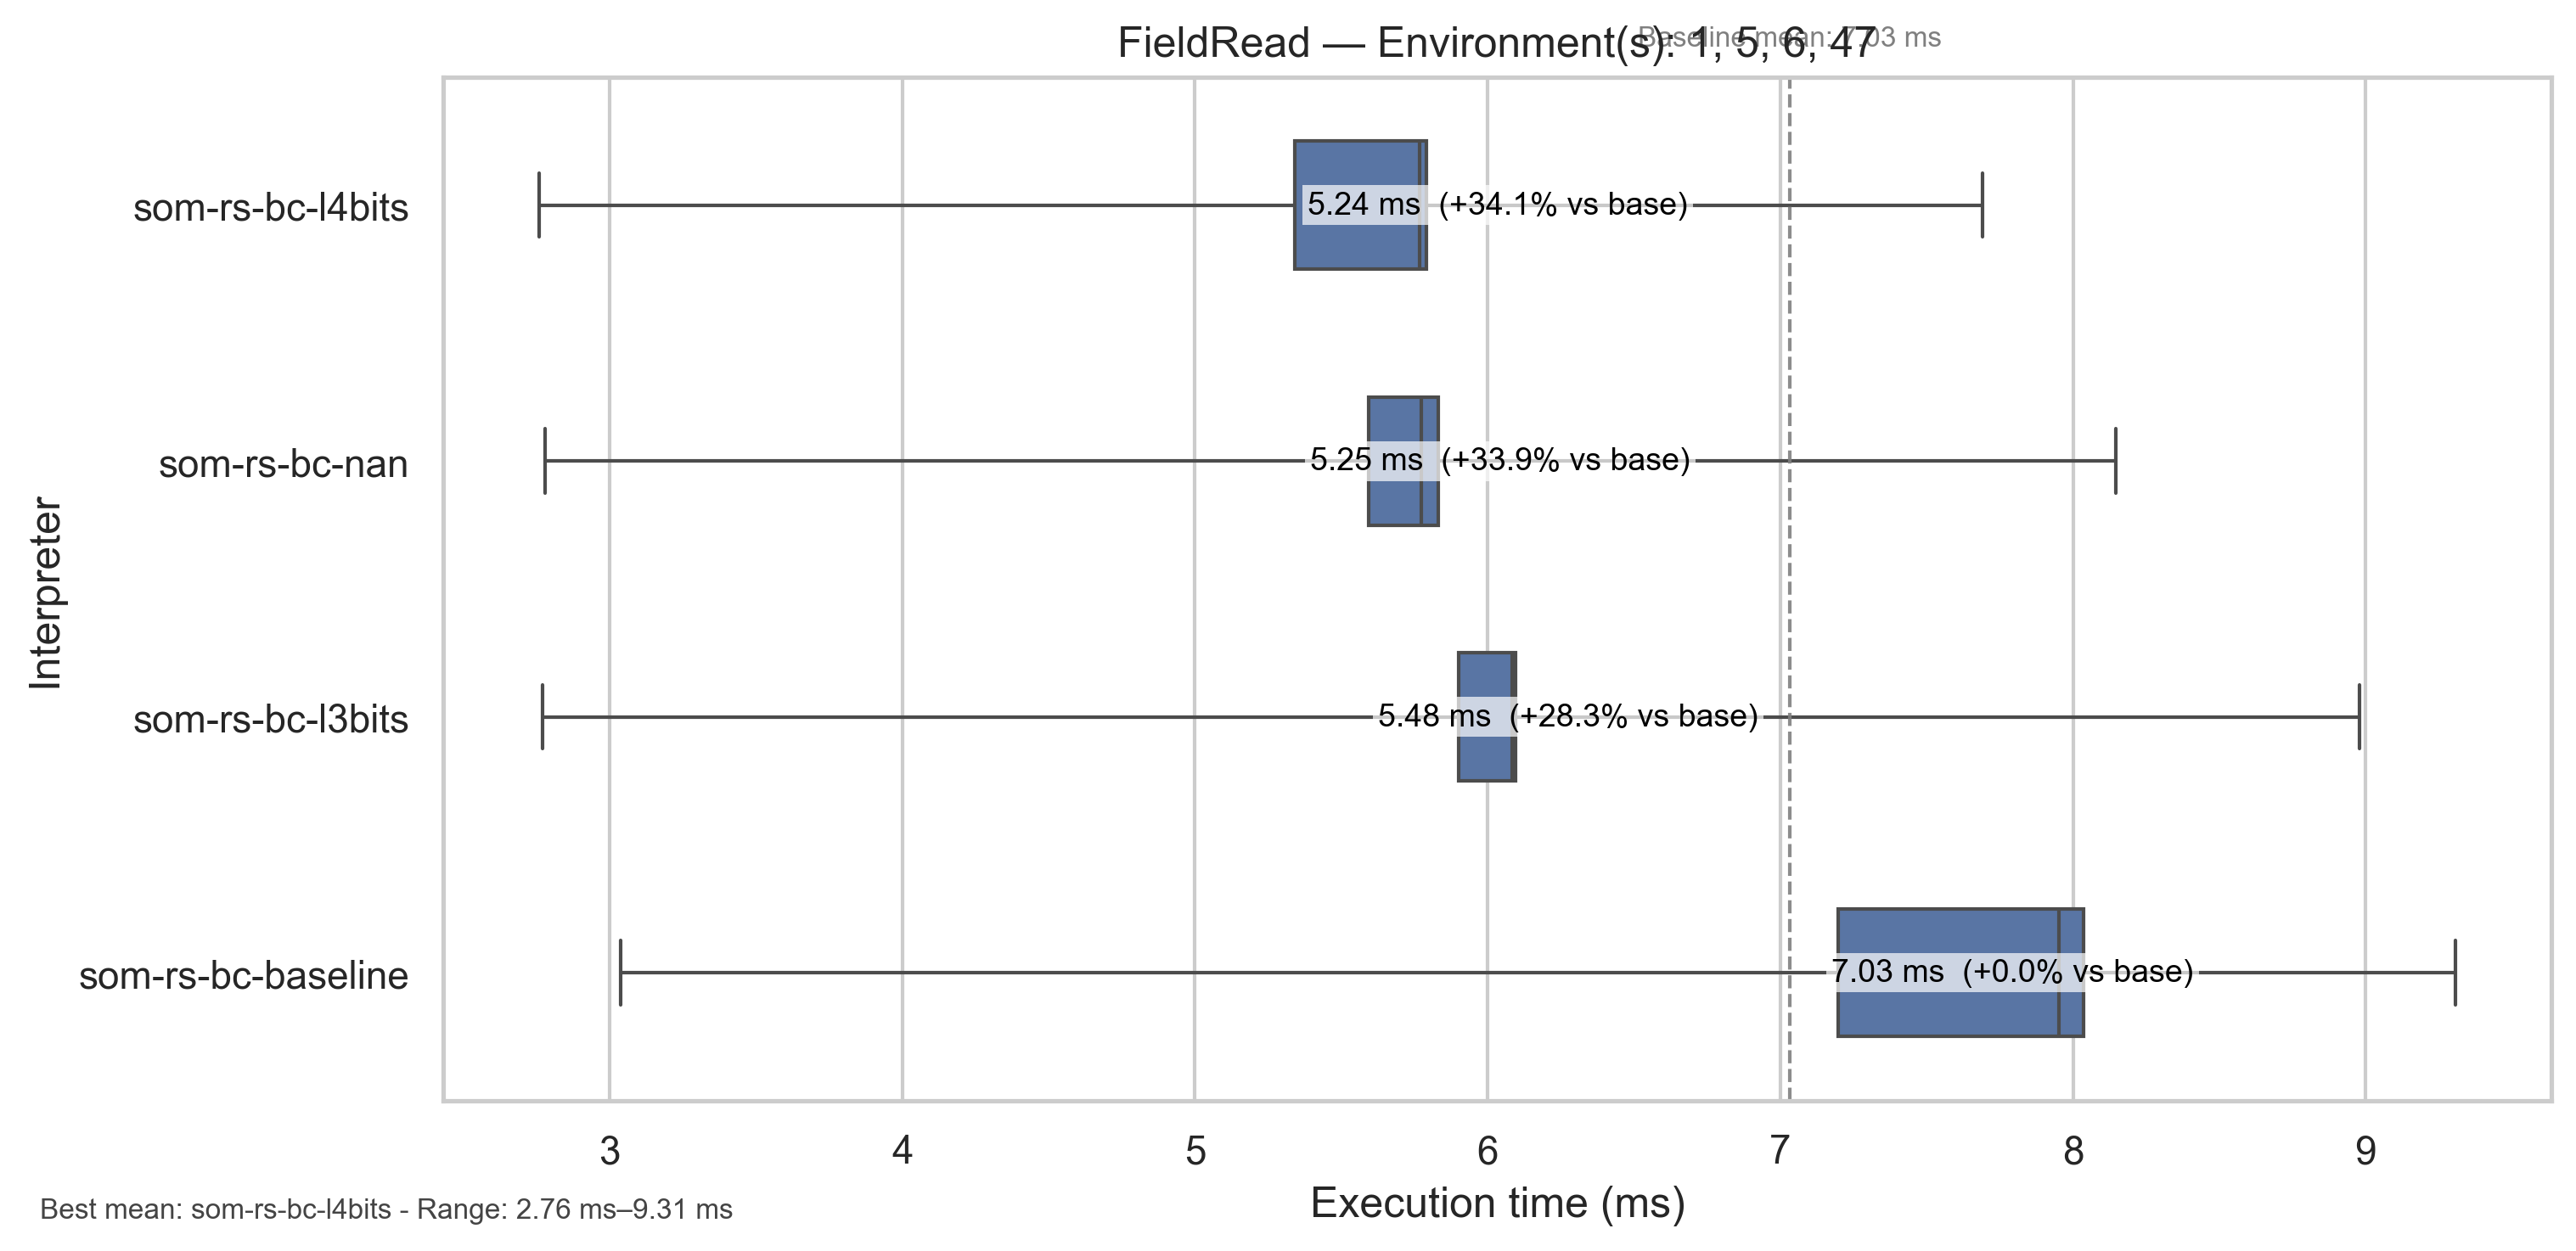 FieldRead — Environment(s): 1, 5, 6, 47
Baseline mean: 7.03 ms
som-rs-bc-l4bits
5.24 ms (+34.1% vs base)
som-rs-bc-nan
5.25 ms (+33.9% vs base)
som-rs-bc-l3bits
5.48 ms (+28.3% vs base)
som-rs-bc-baseline
7.03 ms (+0.0% vs base)
Interpreter
3 4 5 6 7 8 9
Execution time (ms)
Best mean: som-rs-bc-l4bits - Range: 2.76 ms–9.31 ms